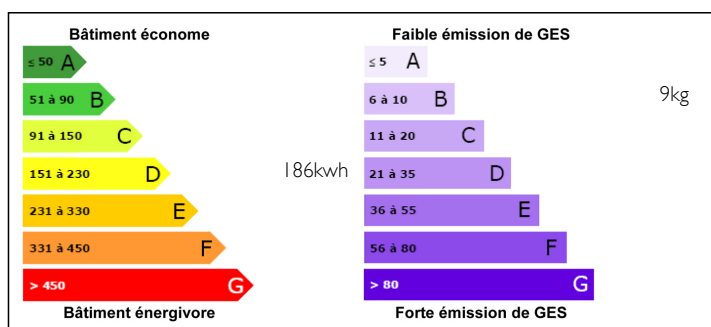 Bâtiment économe
≤ 50 A
51 à 90 B
91 à 150 C
151 à 230 D
186kwh
231 à 330 E
331 à 450 F
> 450 G
Bâtiment énergivore
Faible émission de GES
≤ 5 A
6 à 10 B
9kg
11 à 20 C
21 à 35 D
36 à 55 E
56 à 80 F
> 80 G
Forte émission de GES